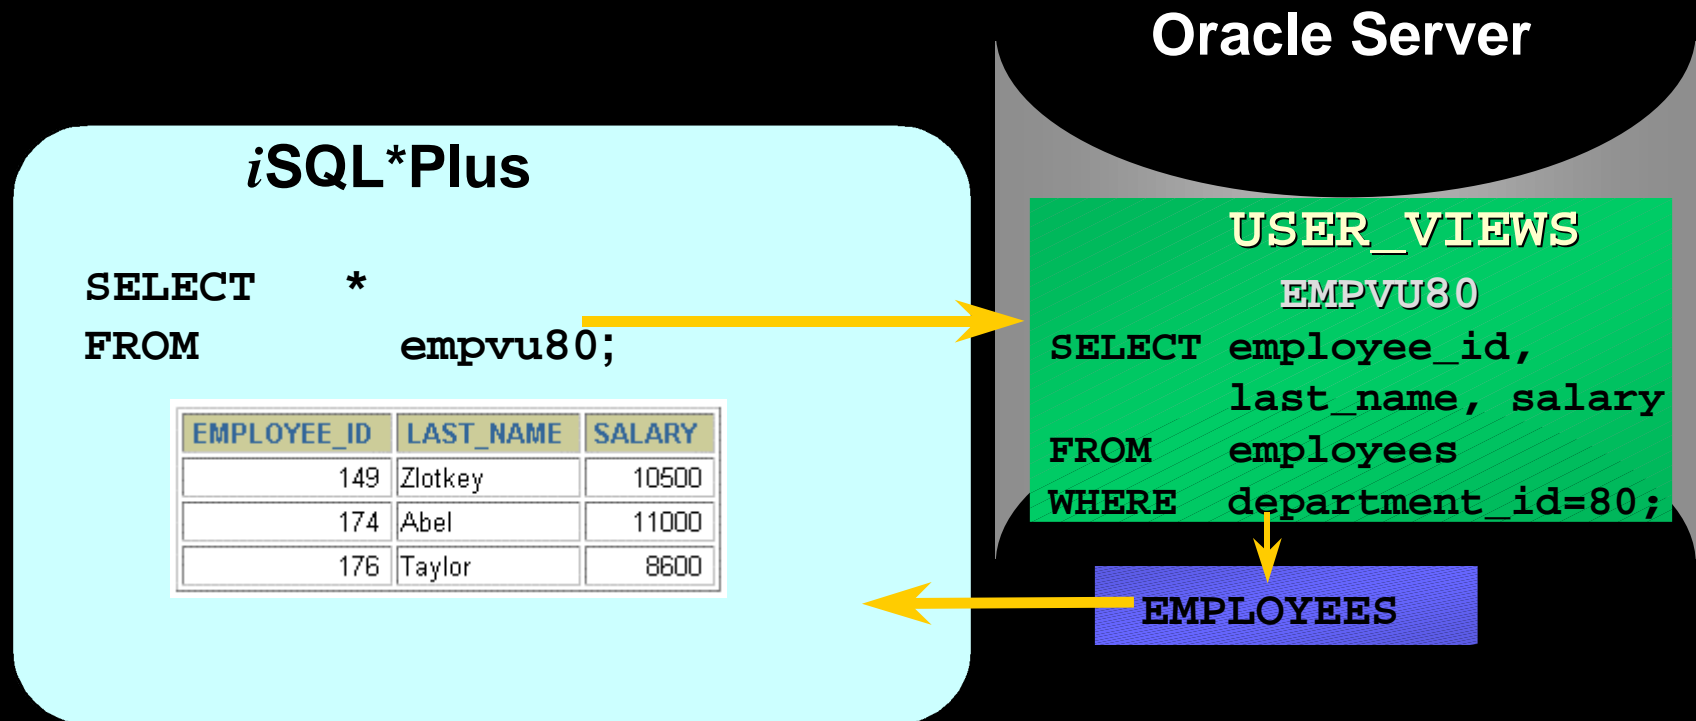 Oracle Server
iSQL*Plus
SELECT *
FROM empvu80;
EMPLOYEE_ID LAST_NAME SALARY
149 Zlotkey 10500
174 Abel 11000
176 Taylor 8600
USER_VIEWS
EMPVU80
SELECT employee_id,
last_name, salary
FROM employees
WHERE department_id=80;
EMPLOYEES